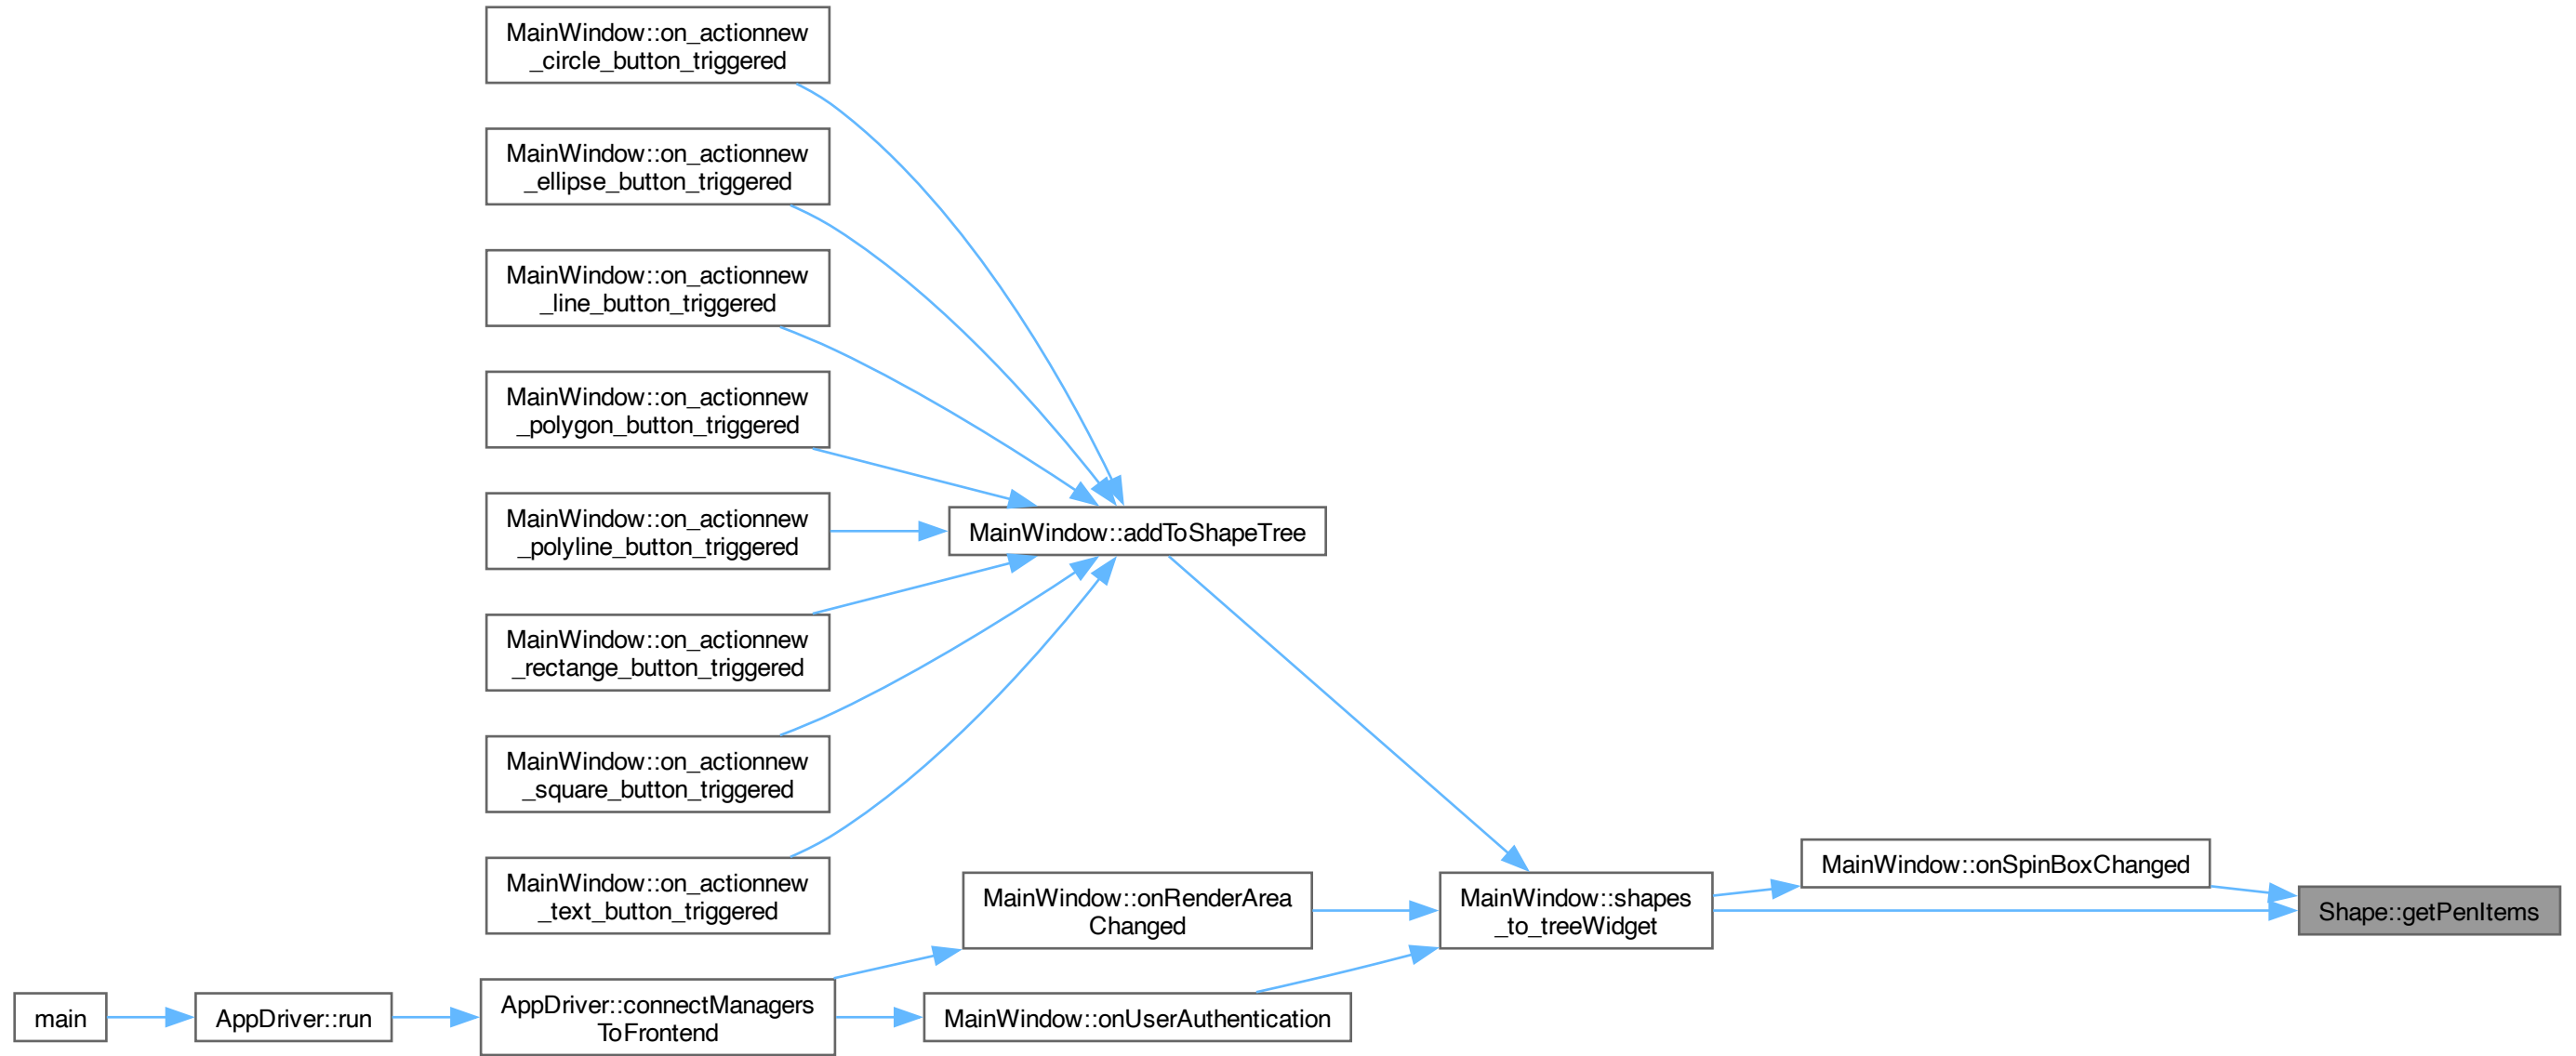 MainWindow::on_actionnew
_circle_button_triggered
MainWindow::on_actionnew
_ellipse_button_triggered
MainWindow::on_actionnew
_line_button_triggered
MainWindow::on_actionnew
_polygon_button_triggered
MainWindow::on_actionnew
_polyline_button_triggered
MainWindow::addToShapeTree
MainWindow::on_actionnew
_rectange_button_triggered
MainWindow::on_actionnew
_square_button_triggered
MainWindow::on_actionnew
_text_button_triggered
MainWindow::onRenderArea
Changed
MainWindow::shapes
_to_treeWidget
MainWindow::onSpinBoxChanged
Shape::getPenItems
main
AppDriver::run
AppDriver::connectManagers
ToFrontend
MainWindow::onUserAuthentication